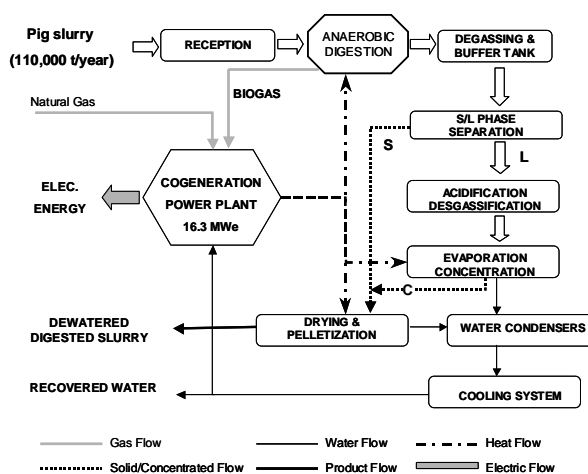 Pig slurry
(110,000 t/year)
RECEPTION
ANAEROBIC
DIGESTION
DEGASSING &
BUFFER TANK
BIOGAS
Natural Gas
S/L PHASE
SEPARATION
S
L
ELEC.
ENERGY
COGENERATION
POWER PLANT
16.3 MWe
ACIDIFICATION
DESGASSIFICATION
EVAPORATION
CONCENTRATION
C
DEWATERED
DIGESTED SLURRY
DRYING &
PELLETIZATION
WATER CONDENSERS
RECOVERED WATER
COOLING SYSTEM
Gas Flow
Water Flow
Heat Flow
Solid/Concentrated Flow
Product Flow
Electric Flow